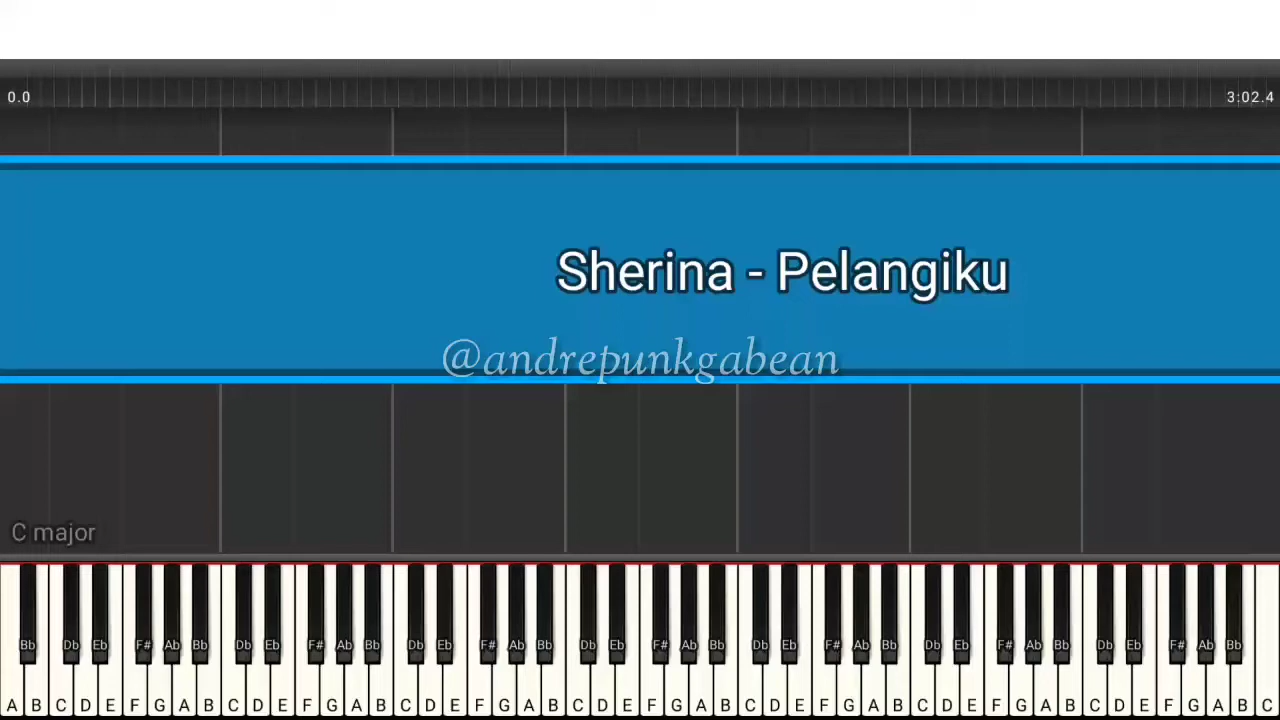 0.0 3:02.4
Sherina - Pelangiku
@andrepunkgabean
C major
Bb Db Eb F# Ab Bb Db Eb F# Ab Bb Db Eb F# Ab Bb Db Eb F# Ab Bb Db Eb F# Ab Bb Db Eb F# Ab Bb Db Eb F# Ab Bb
A B C D E F G A B C D E F G A B C D E F G A B C D E F G A B C D E F G A B C D E F G A B C D E F G A B C